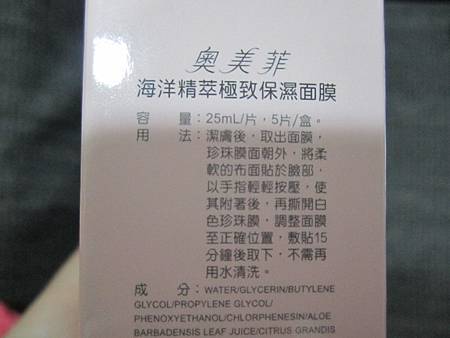 奧美菲
海洋精萃極致保濕面膜
容　量：25mL/片，5片/盒。
用　法：潔膚後，取出面膜，
珍珠膜面朝外，將柔
軟的布面貼於臉部，
以手指輕輕按壓，使
其附著後，再撕開白
色珍珠膜，調整面膜
至正確位置，敷貼15
分鐘後取下，不需再
用水清洗。
成　分：WATER/GLYCERIN/BUTYLENE
GLYCOL/PROPYLENE GLYCOL/
PHENOXYETHANOL/CHLORPHENESIN/ALOE
BARBADENSIS LEAF JUICE/CITRUS GRANDIS